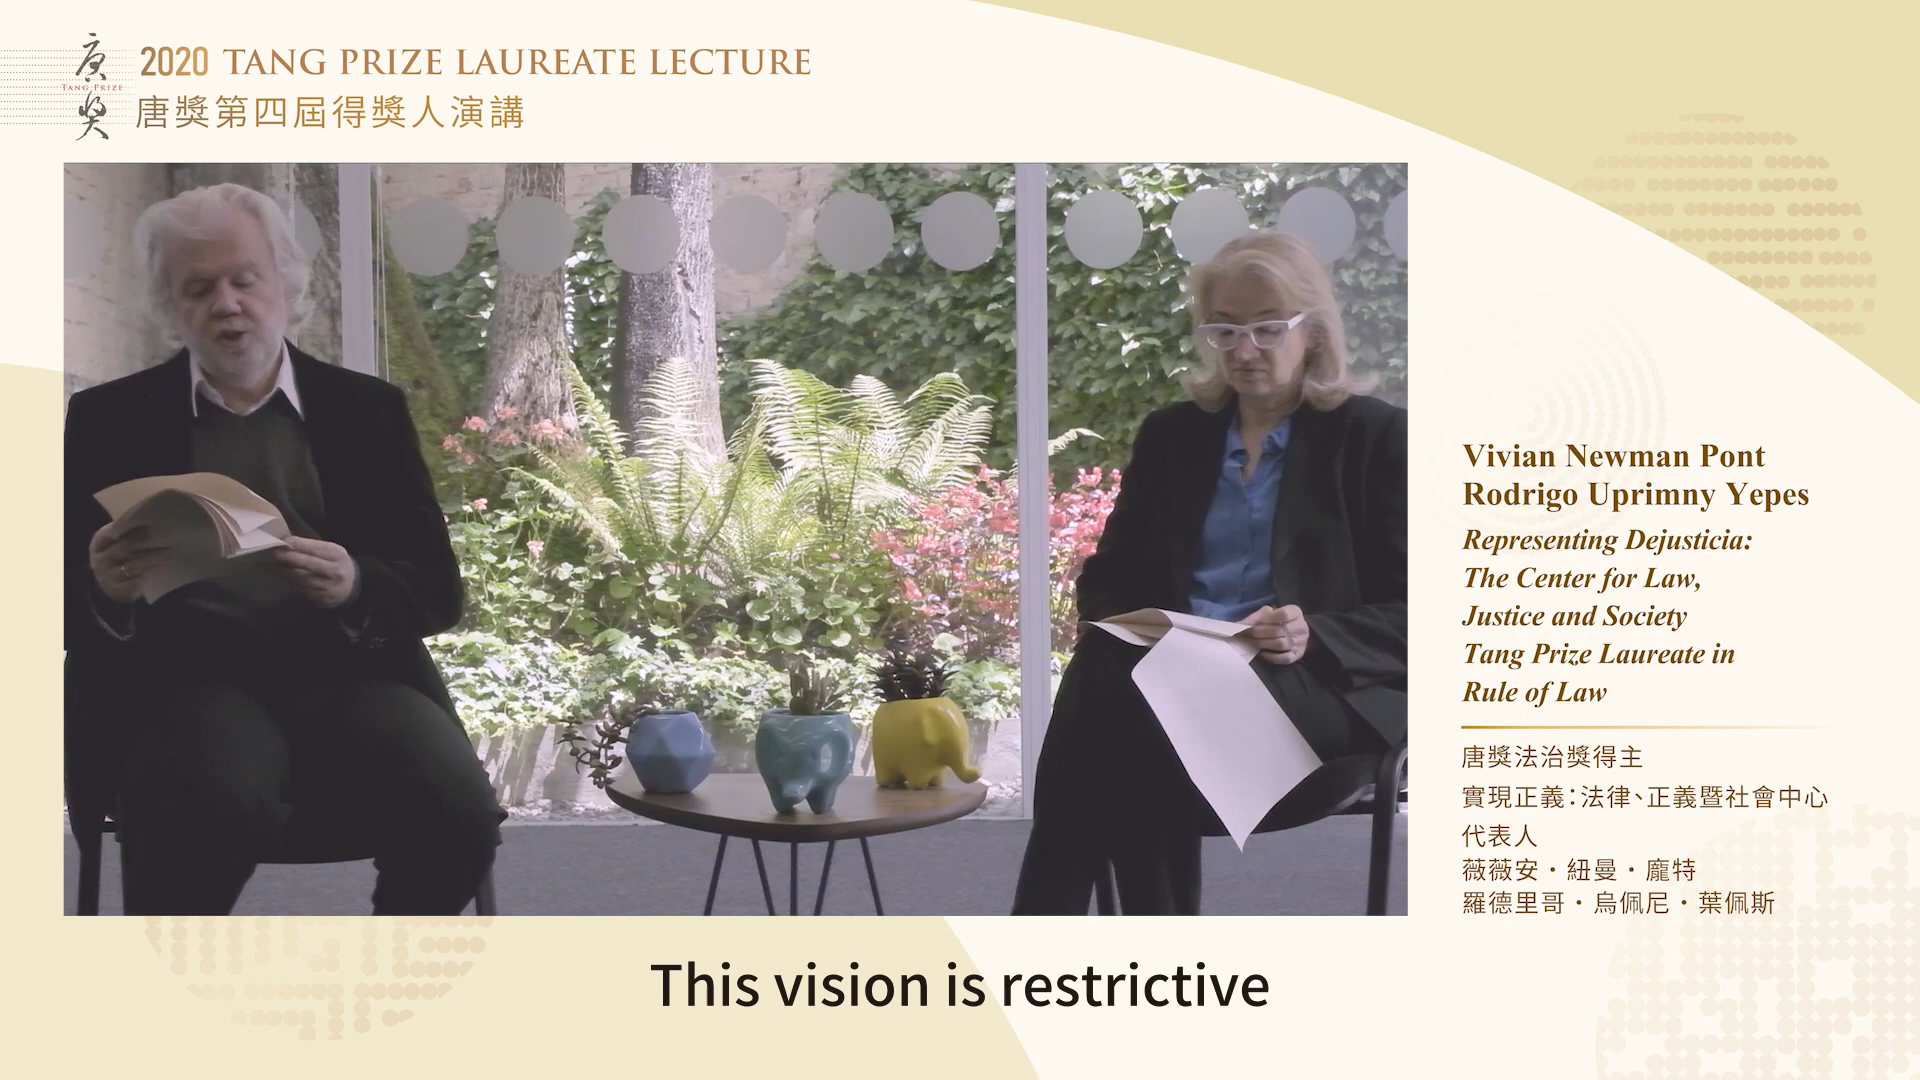 唐獎
TANG PRIZE
2020 TANG PRIZE LAUREATE LECTURE
唐獎第四屆得獎人演講
Vivian Newman Pont
Rodrigo Uprimny Yepes
Representing Dejusticia:
The Center for Law,
Justice and Society
Tang Prize Laureate in
Rule of Law
唐獎法治獎得主
實現正義:法律、正義暨社會中心
代表人
薇薇安・紐曼・龐特
羅德里哥・烏佩尼・葉佩斯
This vision is restrictive